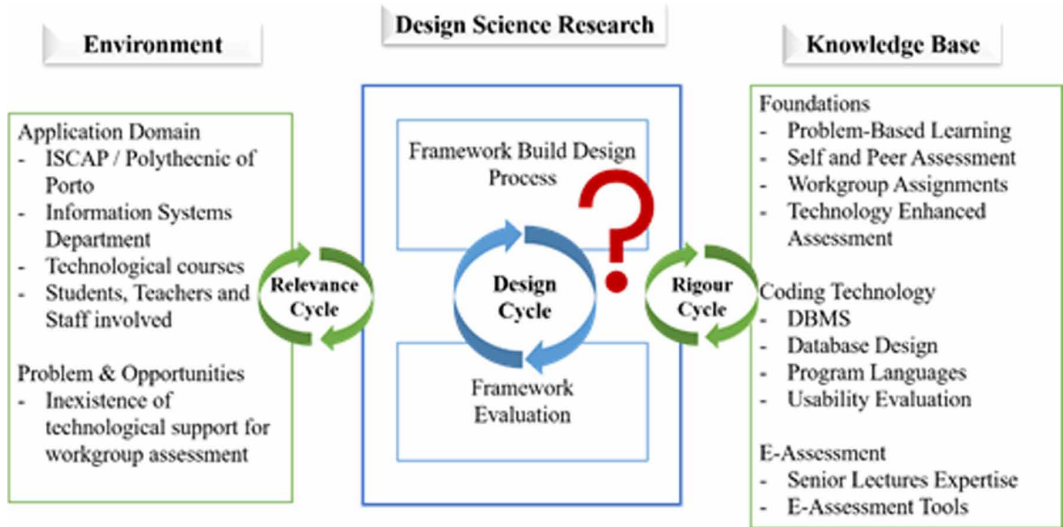 Environment
Application Domain
- ISCAP / Polythecnic of
Porto
- Information Systems
Department
- Technological courses
- Students, Teachers and
Staff involved
Problem & Opportunities
- Inexistence of
technological support for
workgroup assessment
Relevance
Cycle
Design Science Research
Framework Build Design
Process
?
Design
Cycle
Framework
Evaluation
Rigour
Cycle
Knowledge Base
Foundations
- Problem-Based Learning
- Self and Peer Assessment
- Workgroup Assignments
- Technology Enhanced
Assessment
Coding Technology
- DBMS
- Database Design
- Program Languages
- Usability Evaluation
E-Assessment
- Senior Lectures Expertise
- E-Assessment Tools